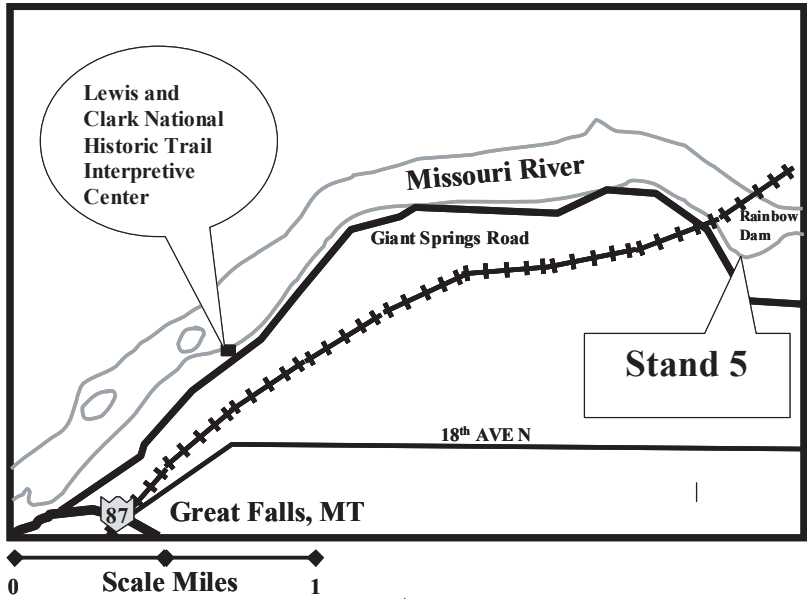 Lewis and
Clark National
Historic Trail
Interpretive
Center
Missouri River
Giant Springs Road
Rainbow
Dam
Stand 5
18th AVE N
87
Great Falls, MT
0
Scale Miles
1